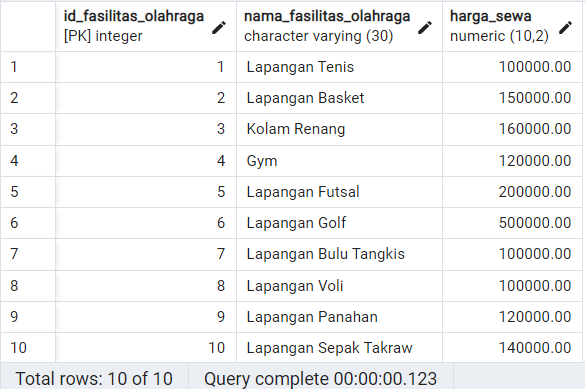 id_fasilitas_olahraga nama_fasilitas_olahraga harga_sewa
[PK] integer character varying (30) numeric (10,2)
1 1 Lapangan Tenis 100000.00
2 2 Lapangan Basket 150000.00
3 3 Kolam Renang 160000.00
4 4 Gym 120000.00
5 5 Lapangan Futsal 200000.00
6 6 Lapangan Golf 500000.00
7 7 Lapangan Bulu Tangkis 100000.00
8 8 Lapangan Voli 100000.00
9 9 Lapangan Panahan 120000.00
10 10 Lapangan Sepak Takraw 140000.00
Total rows: 10 of 10 Query complete 00:00:00.123